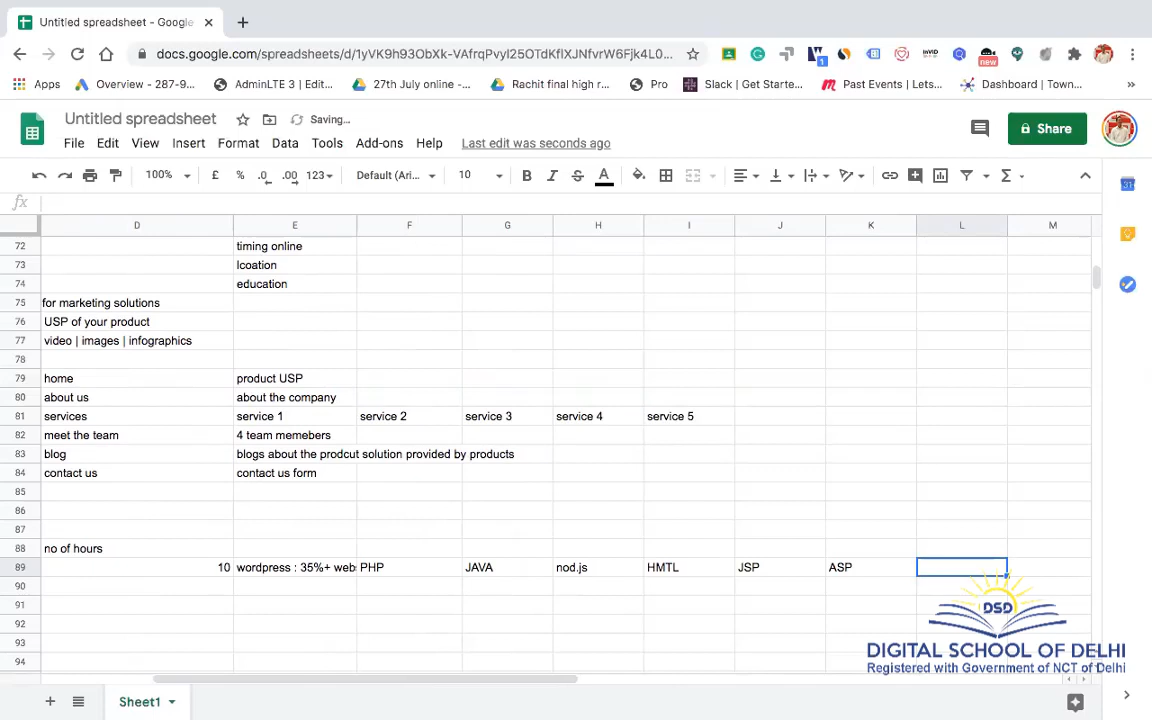 Untitled spreadsheet - Google
docs.google.com/spreadsheets/d/1yVK9h93ObXk-VAfrqPvyl25OTdKflXJNfvrW6Fjk4L0...
Apps
Overview - 287-9...
AdminLTE 3 | Edit...
27th July online -...
Rachit final high r...
Pro
Slack | Get Starte...
Past Events | Lets...
Dashboard | Town...
»
Untitled spreadsheet
Saving...
File Edit View Insert Format Data Tools Add-ons Help Last edit was seconds ago
Share
100% £ % .0 .00 123 Default (Ari... 10 B I S A
fx
D E F G H I J K L M
72 timing online
73 lcoation
74 education
75 for marketing solutions
76 USP of your product
77 video | images | infographics
78
79 home product USP
80 about us about the company
81 services service 1 service 2 service 3 service 4 service 5
82 meet the team 4 team memebers
83 blog blogs about the prodcut solution provided by products
84 contact us contact us form
85
86
87
88 no of hours
89 10 wordpress : 35%+ web PHP JAVA nod.js HMTL JSP ASP
90
91
92
93
94
DSD
DIGITAL SCHOOL OF DELHI
Registered with Government of NCT of Delhi
Sheet1